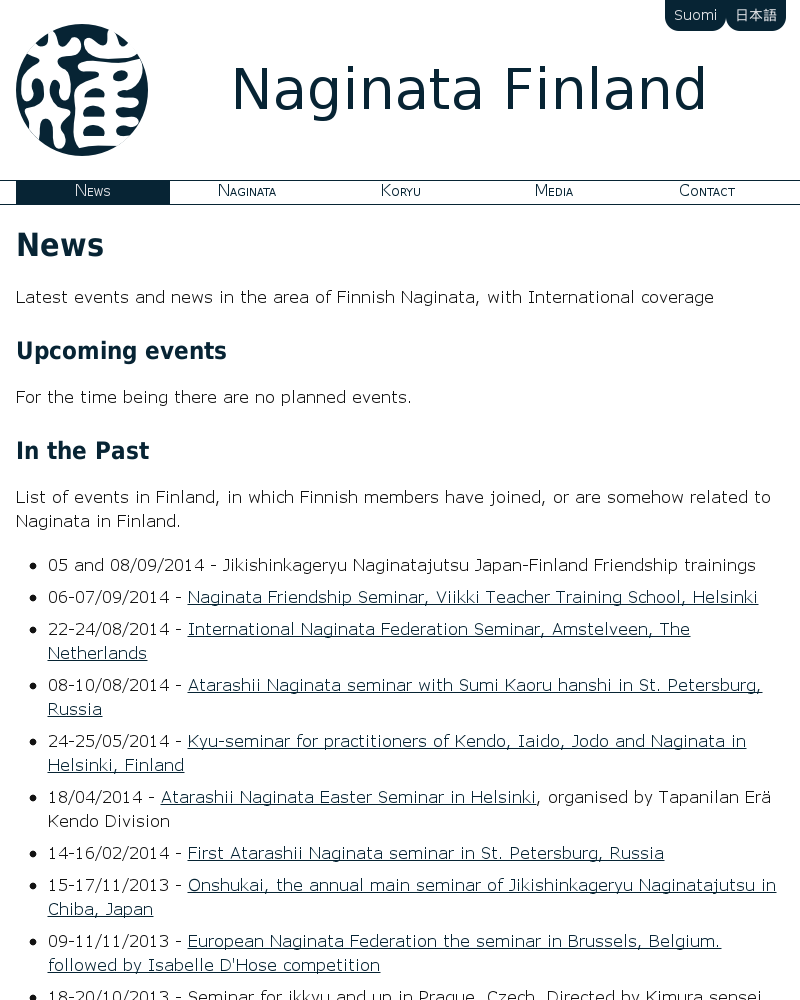 Suomi 日本語
Naginata Finland
News Naginata Koryu Media Contact
News
Latest events and news in the area of Finnish Naginata, with International coverage
Upcoming events
For the time being there are no planned events.
In the Past
List of events in Finland, in which Finnish members have joined, or are somehow related to
Naginata in Finland.
05 and 08/09/2014 - Jikishinkageryu Naginatajutsu Japan-Finland Friendship trainings
06-07/09/2014 - Naginata Friendship Seminar, Viikki Teacher Training School, Helsinki
22-24/08/2014 - International Naginata Federation Seminar, Amstelveen, The
Netherlands
08-10/08/2014 - Atarashii Naginata seminar with Sumi Kaoru hanshi in St. Petersburg,
Russia
24-25/05/2014 - Kyu-seminar for practitioners of Kendo, Iaido, Jodo and Naginata in
Helsinki, Finland
18/04/2014 - Atarashii Naginata Easter Seminar in Helsinki, organised by Tapanilan Erä
Kendo Division
14-16/02/2014 - First Atarashii Naginata seminar in St. Petersburg, Russia
15-17/11/2013 - Onshukai, the annual main seminar of Jikishinkageryu Naginatajutsu in
Chiba, Japan
09-11/11/2013 - European Naginata Federation the seminar in Brussels, Belgium.
followed by Isabelle D'Hose competition
18-20/10/2013 - Seminar for ikkyu and up in Prague, Czech. Directed by Kimura sensei